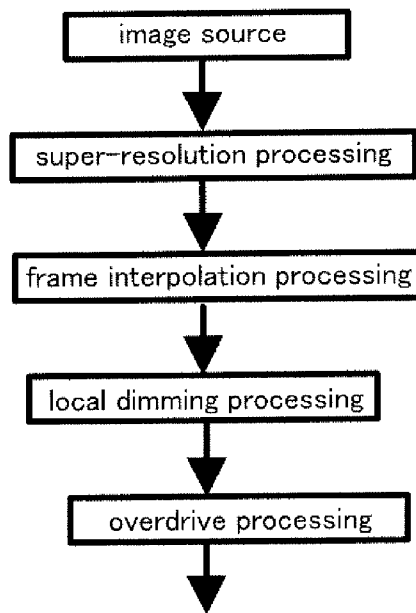 image source
super-resolution processing
frame interpolation processing
local dimming processing
overdrive processing